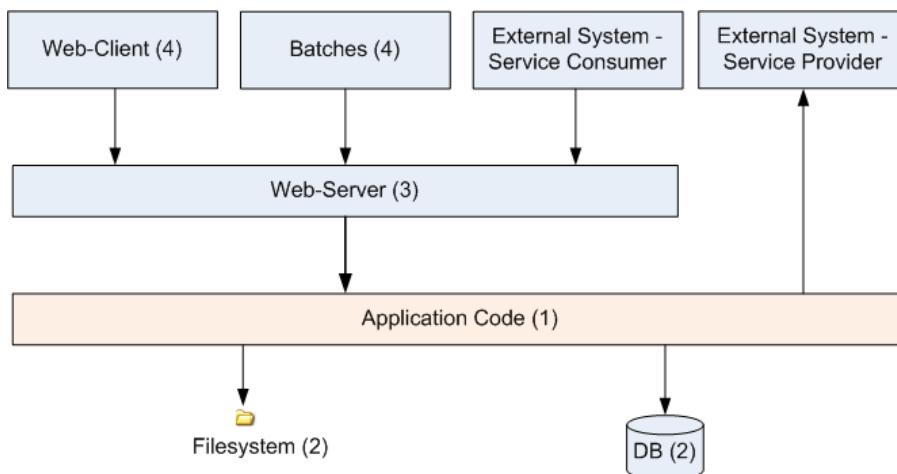 Web-Client (4)
Batches (4)
External System -
Service Consumer
External System -
Service Provider
Web-Server (3)
Application Code (1)
Filesystem (2)
DB (2)